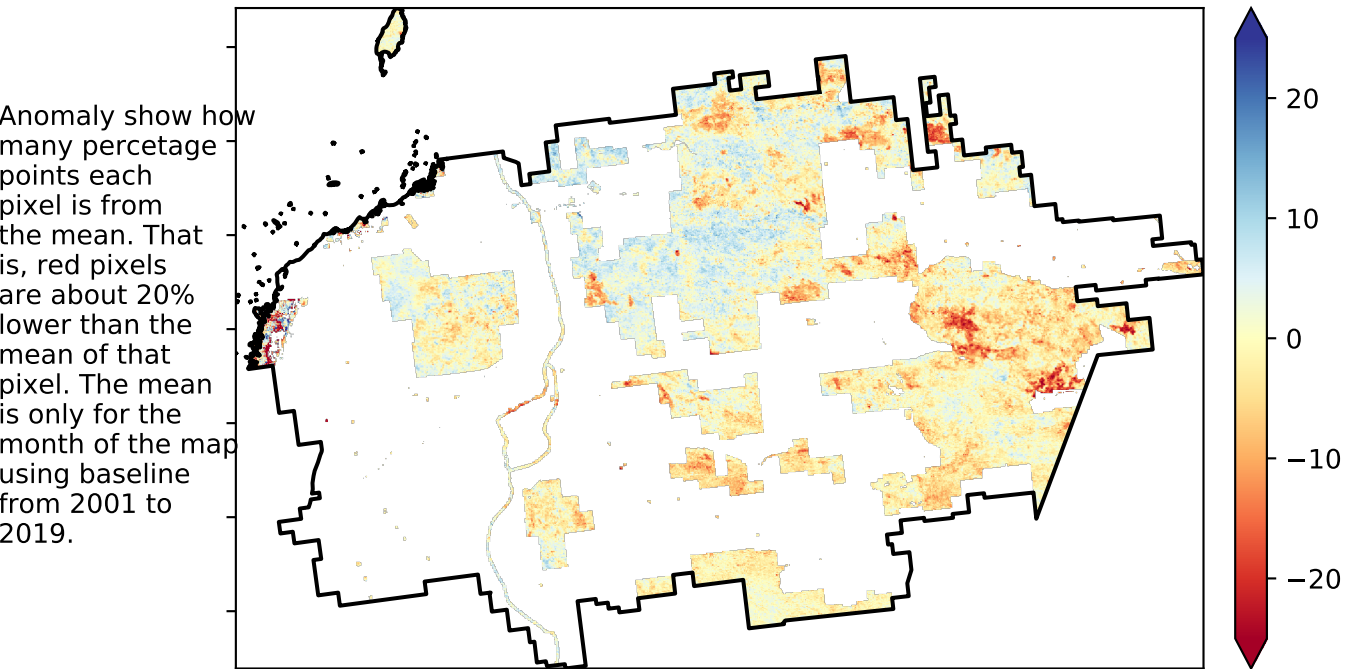 Anomaly show how
many percetage
points each
pixel is from
the mean. That
is, red pixels
are about 20%
lower than the
mean of that
pixel. The mean
is only for the
month of the map
using baseline
from 2001 to
2019.
20
10
0
−10
−20